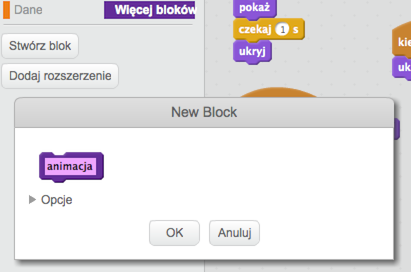 Dane
Więcej bloków
Stwórz blok
Dodaj rozszerzenie
pokaż
czekaj 1 s
ukryj
kie
uk
New Block
animacja
Opcje
OK
Anuluj